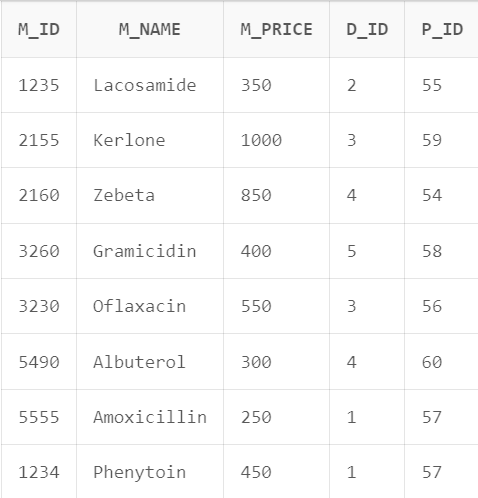 M_ID M_NAME M_PRICE D_ID P_ID
1235 Lacosamide 350 2 55
2155 Kerlone 1000 3 59
2160 Zebeta 850 4 54
3260 Gramicidin 400 5 58
3230 Oflaxacin 550 3 56
5490 Albuterol 300 4 60
5555 Amoxicillin 250 1 57
1234 Phenytoin 450 1 57